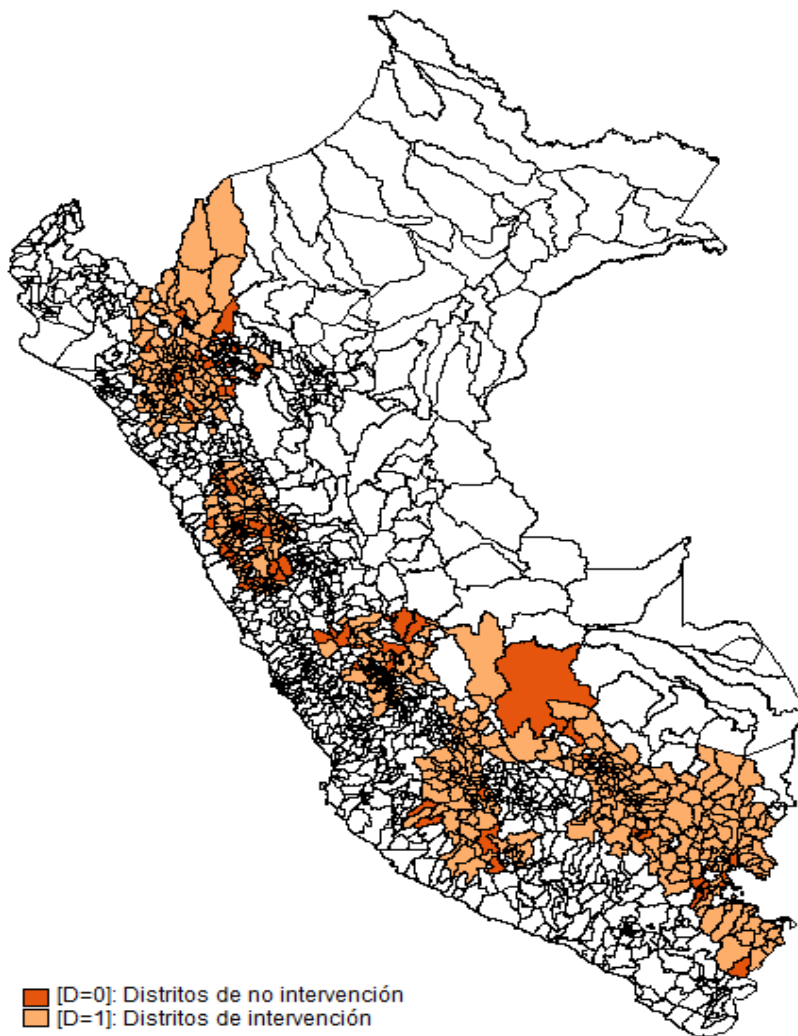 [D=0]: Distritos de no intervención
[D=1]: Distritos de intervención